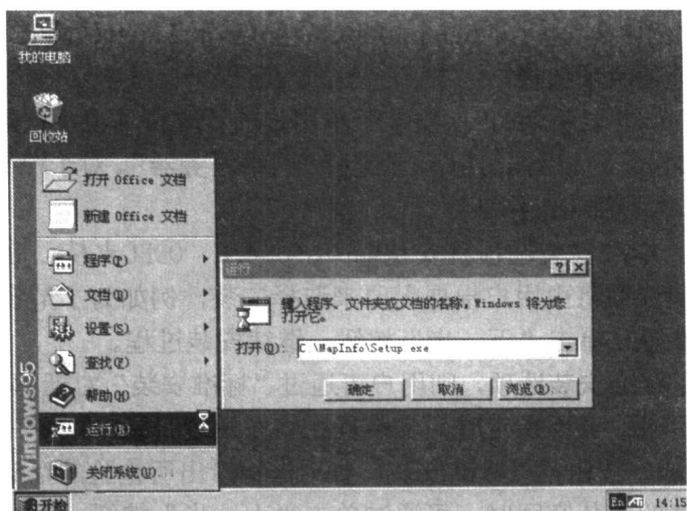 我的电脑
回收站
打开 Office 文档
新建 Office 文档
程序(P)
文档(D)
设置(S)
查找(F)
帮助(H)
运行(R)
关闭系统(U)...
Windows95
运行
键入程序、文件夹或文档的名称，Windows 将为您
打开它。
打开(O):
C:\MapInfo\Setup.exe
确定
取消
浏览(B)...
开始
En
14:15